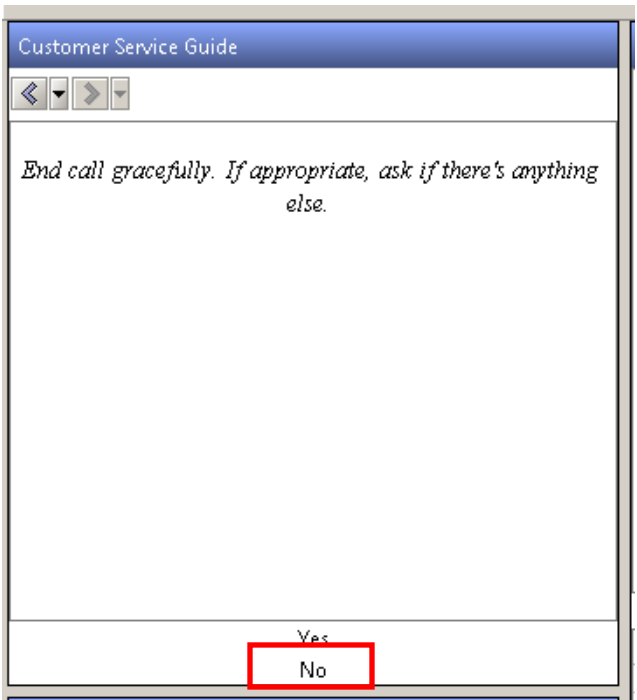 Customer Service Guide
End call gracefully. If appropriate, ask if there's anything
else.
Yes
No